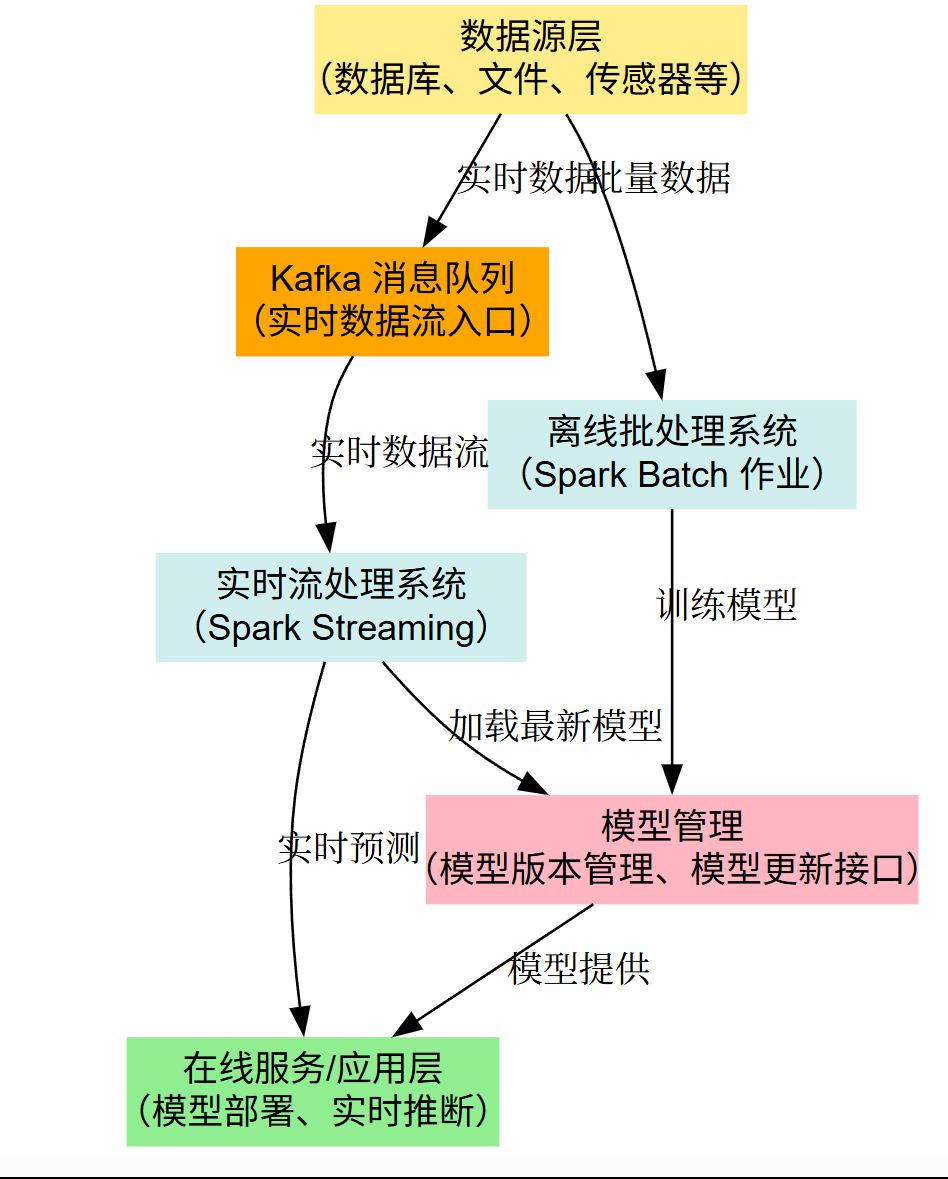 数据源层
（数据库、文件、传感器等）
实时数据
批量数据
Kafka 消息队列
（实时数据流入口）
实时数据流
离线批处理系统
（Spark Batch 作业）
实时流处理系统
（Spark Streaming）
训练模型
加载最新模型
模型管理
（模型版本管理、模型更新接口）
实时预测
模型提供
在线服务/应用层
（模型部署、实时推断）